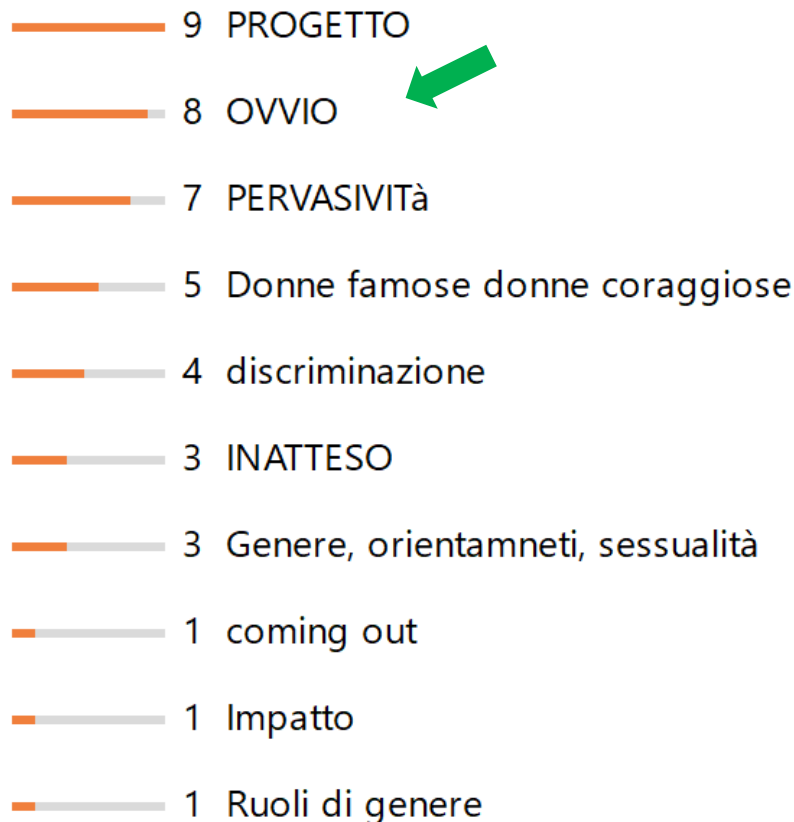 9 PROGETTO
8 OVVIO
7 PERVASIVITà
5 Donne famose donne coraggiose
4 discriminazione
3 INATTESO
3 Genere, orientamneti, sessualità
1 coming out
1 Impatto
1 Ruoli di genere